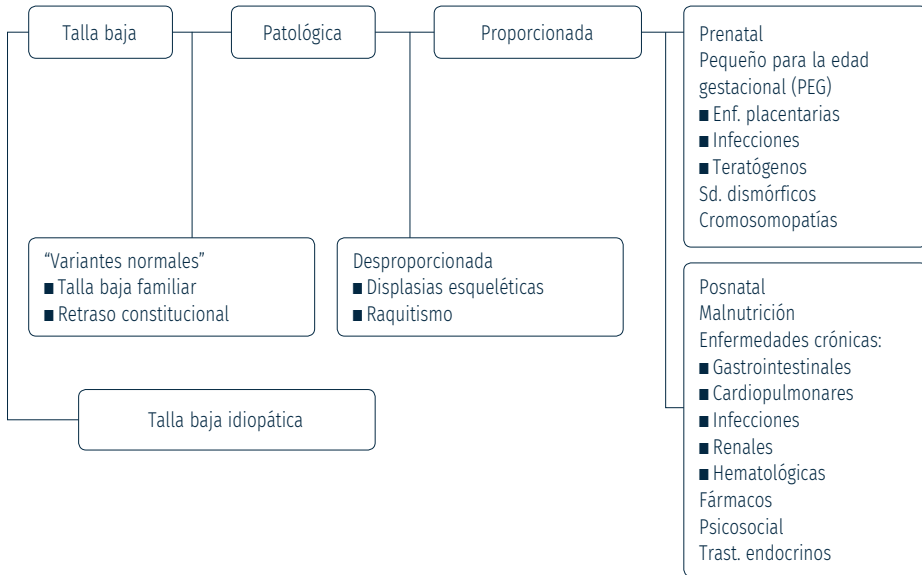 Talla baja
Patológica
Proporcionada
Prenatal
Pequeño para la edad
gestacional (PEG)
■ Enf. placentarias
■ Infecciones
■ Teratógenos
Sd. dismórficos
Cromosomopatías
“Variantes normales”
■ Talla baja familiar
■ Retraso constitucional
Desproporcionada
■ Displasias esqueléticas
■ Raquitismo
Posnatal
Malnutrición
Enfermedades crónicas:
■ Gastrointestinales
■ Cardiopulmonares
■ Infecciones
■ Renales
■ Hematológicas
Fármacos
Psicosocial
Trast. endocrinos
Talla baja idiopática